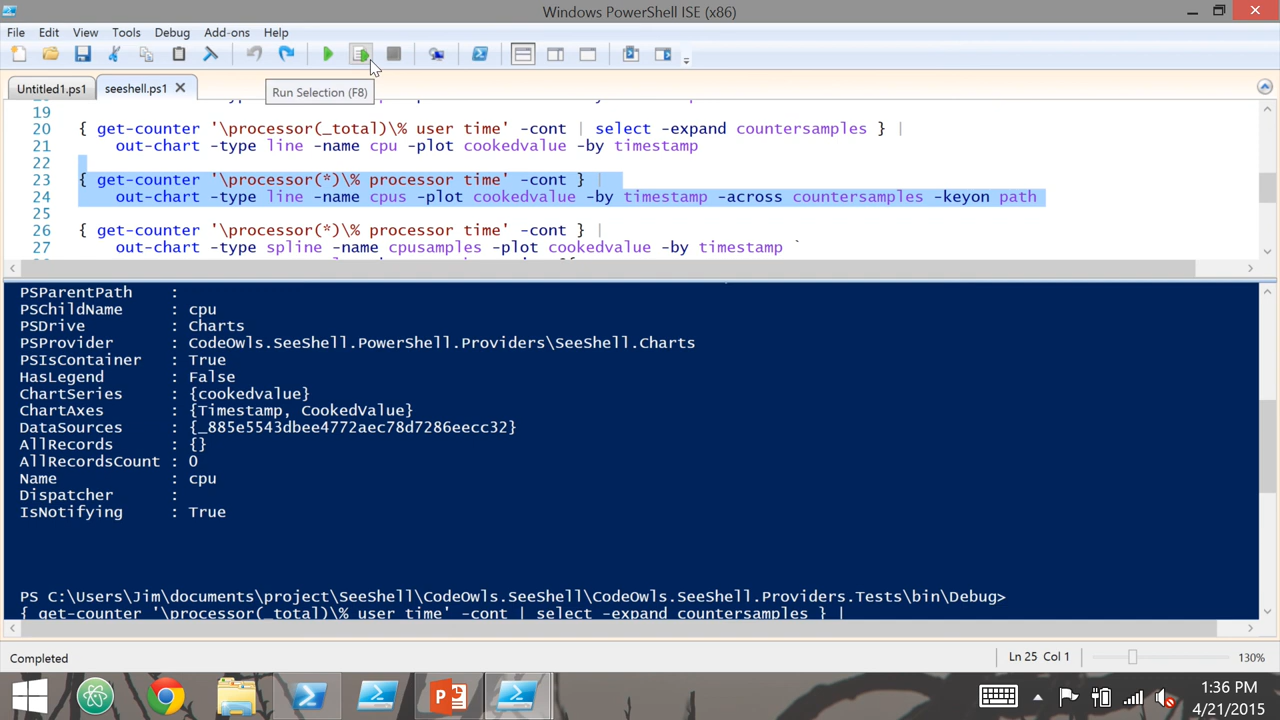 Windows PowerShell ISE (x86)
File Edit View Tools Debug Add-ons Help
Untitled1.ps1 seeshell.ps1
Run Selection (F8)
19
20 { get-counter '\processor(_total)\% user time' -cont | select -expand countersamples } |
21 out-chart -type line -name cpu -plot cookedvalue -by timestamp
22
23 { get-counter '\processor(*)\% processor time' -cont } |
24 out-chart -type line -name cpus -plot cookedvalue -by timestamp -across countersamples -keyon path
25
26 { get-counter '\processor(*)\% processor time' -cont } |
27 out-chart -type spline -name cpusamples -plot cookedvalue -by timestamp `
PSParentPath :
PSChildName : cpu
PSDrive : Charts
PSProvider : CodeOwls.SeeShell.PowerShell.Providers\SeeShell.Charts
PSIsContainer : True
HasLegend : False
ChartSeries : {cookedvalue}
ChartAxes : {Timestamp, CookedValue}
DataSources : {_885e5543dbee4772aec78d7286eecc32}
AllRecords : {}
AllRecordsCount : 0
Name : cpu
Dispatcher :
IsNotifying : True
PS C:\Users\Jim\documents\project\SeeShell\CodeOwls.SeeShell\CodeOwls.SeeShell.Providers.Tests\bin\Debug>
{ get-counter '\processor(_total)\% user time' -cont | select -expand countersamples } |
Completed
Ln 25 Col 1
130%
1:36 PM
4/21/2015